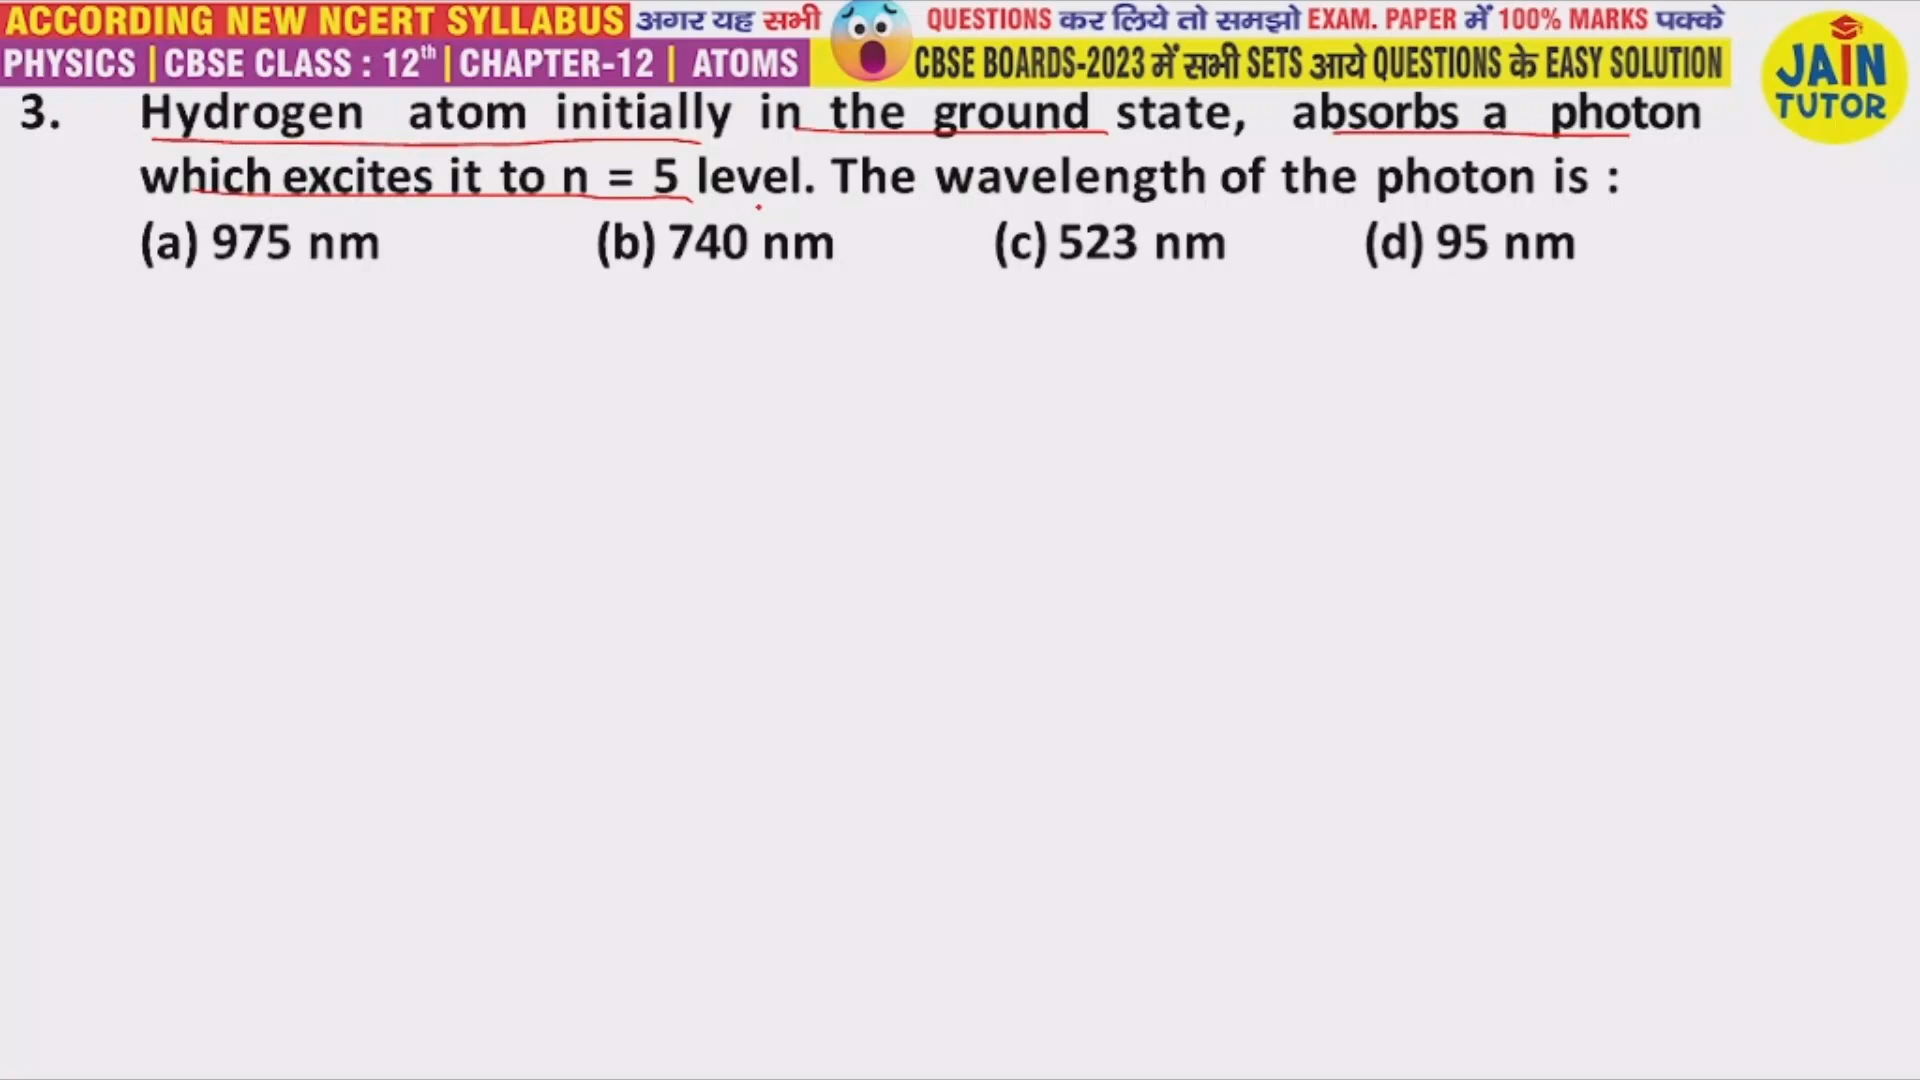 ACCORDING NEW NCERT SYLLABUS अगर यह सभी QUESTIONS कर लिये तो समझो EXAM. PAPER में 100% MARKS पक्के
PHYSICS | CBSE CLASS : 12th | CHAPTER-12 | ATOMS CBSE BOARDS-2023 में सभी SETS आये QUESTIONS के EASY SOLUTION
JAIN
TUTOR
3. Hydrogen atom initially in the ground state, absorbs a photon
which excites it to n = 5 level. The wavelength of the photon is :
(a) 975 nm (b) 740 nm (c) 523 nm (d) 95 nm